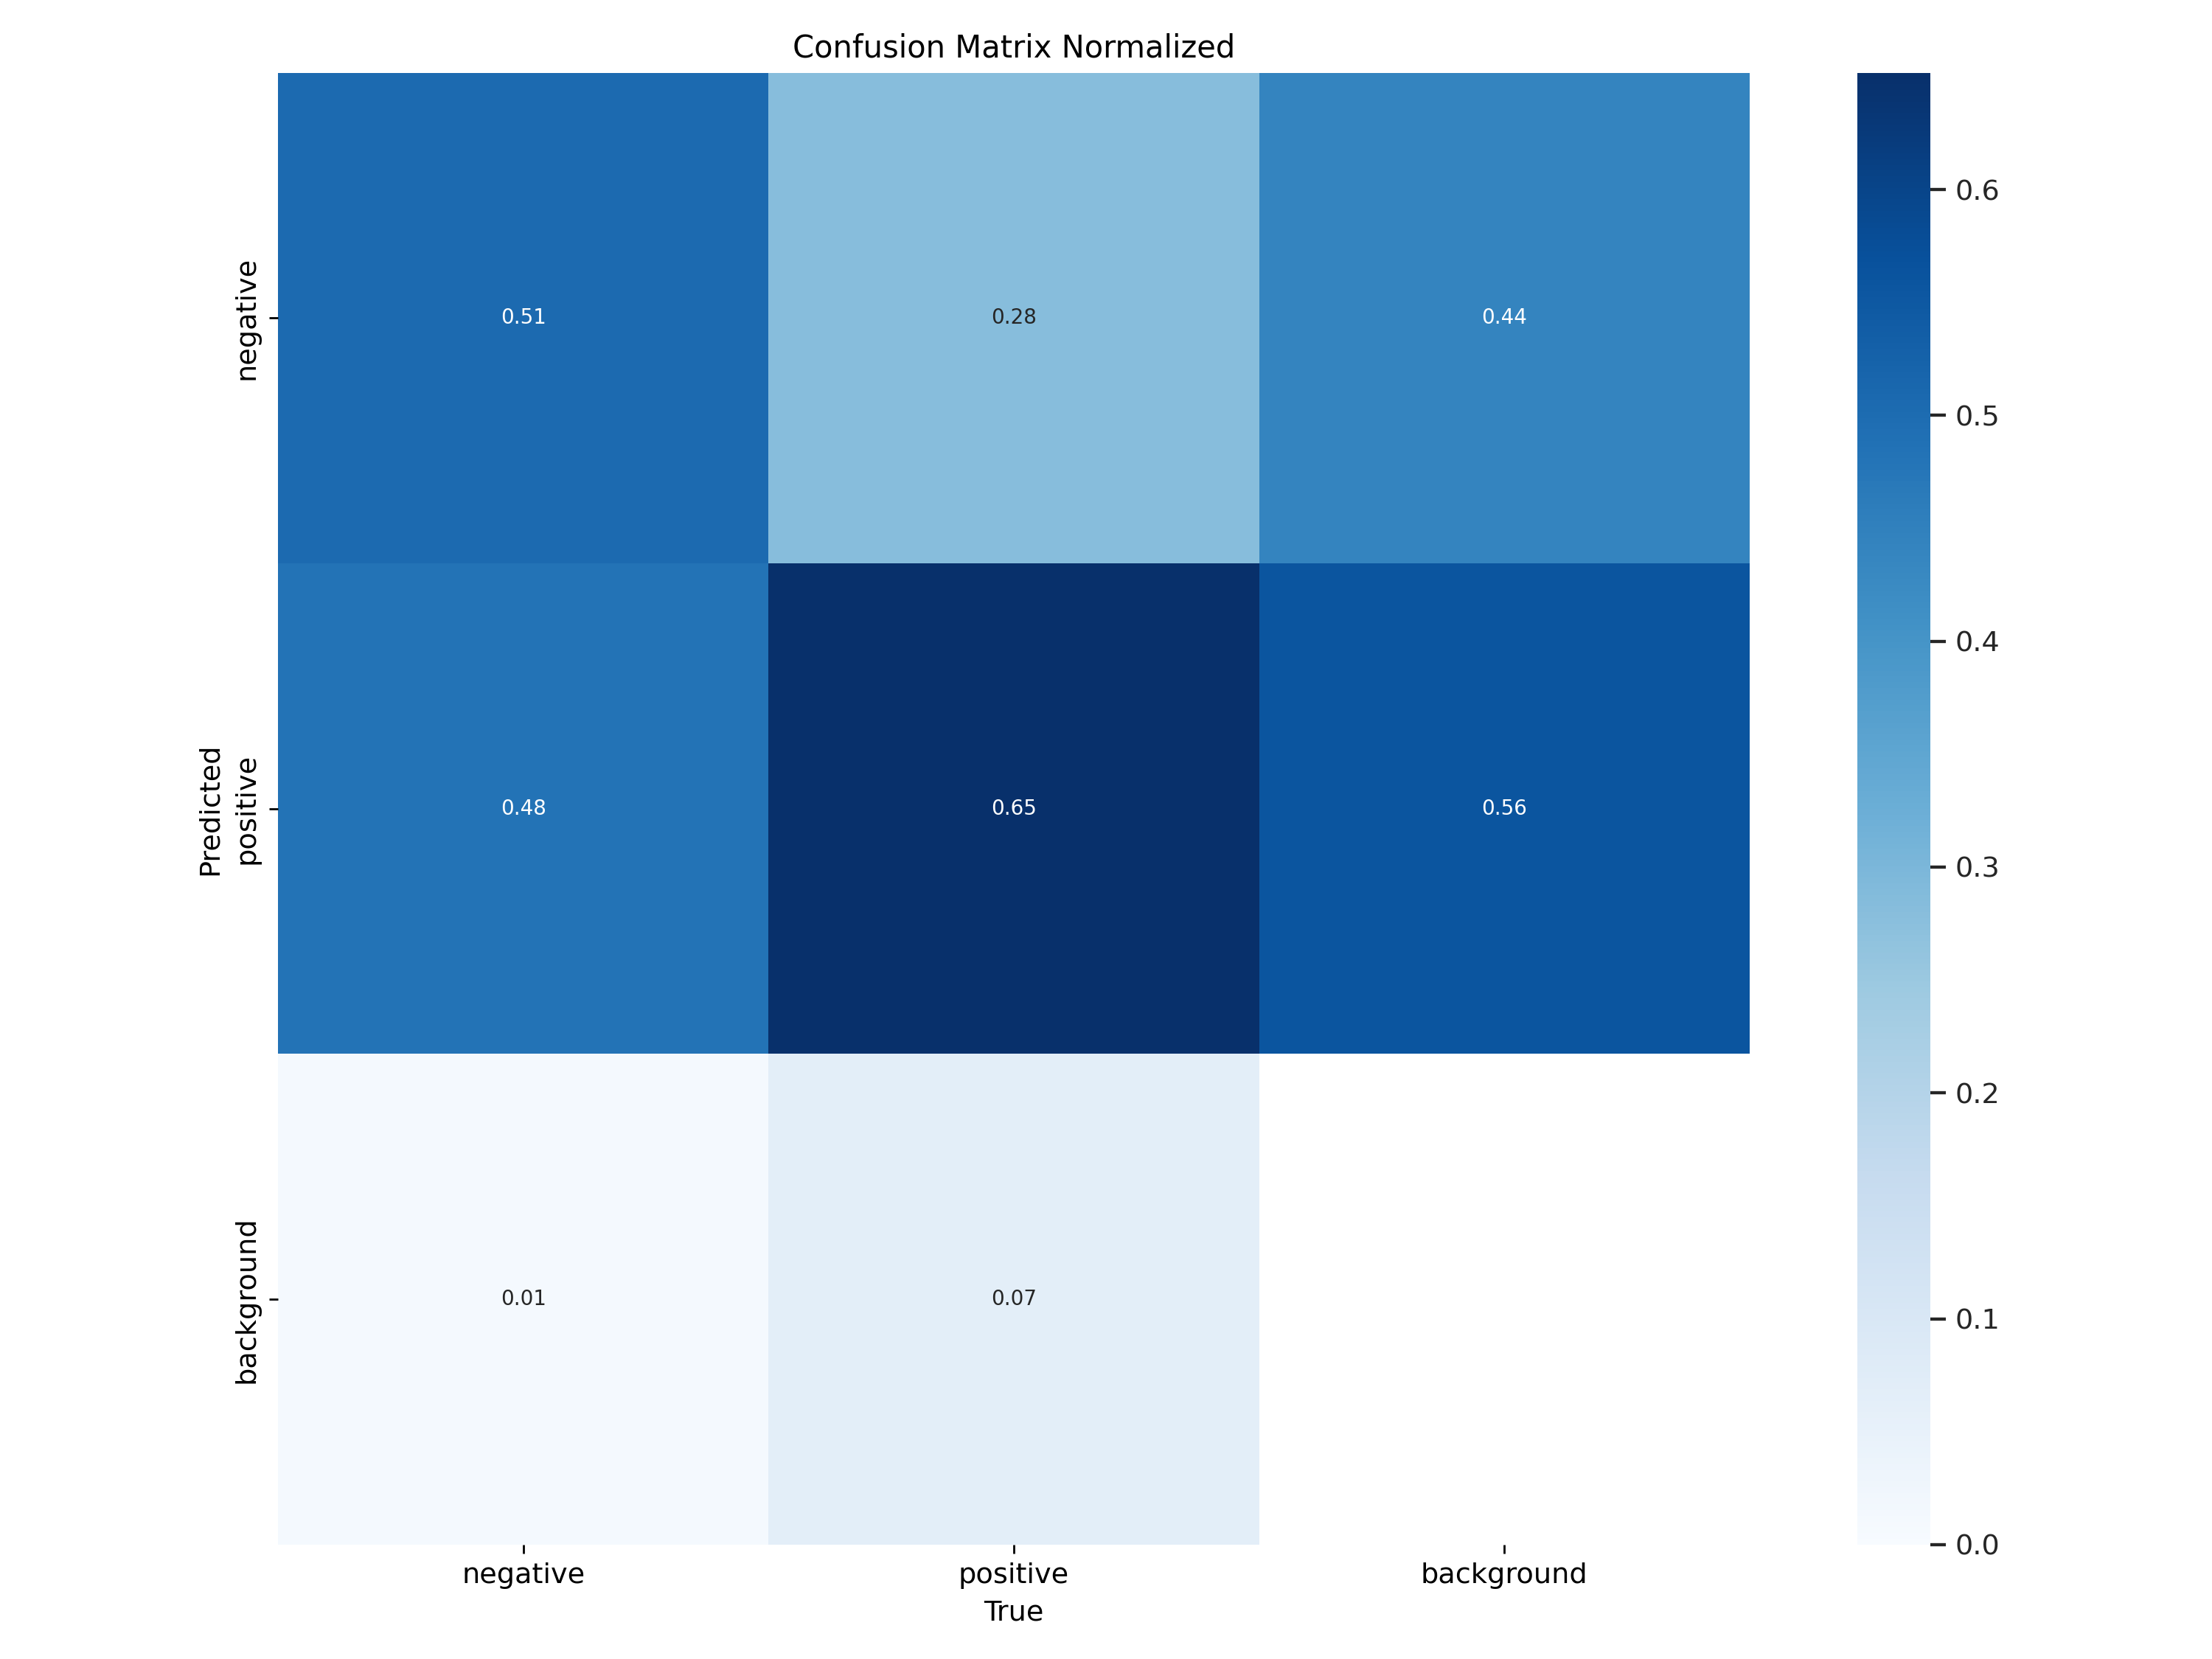 Confusion Matrix Normalized
negative
0.51
0.28
0.44
0.6
0.5
0.4
Predicted
positive
0.48
0.65
0.56
0.3
0.2
background
0.01
0.07
0.1
0.0
negative
positive
background
True